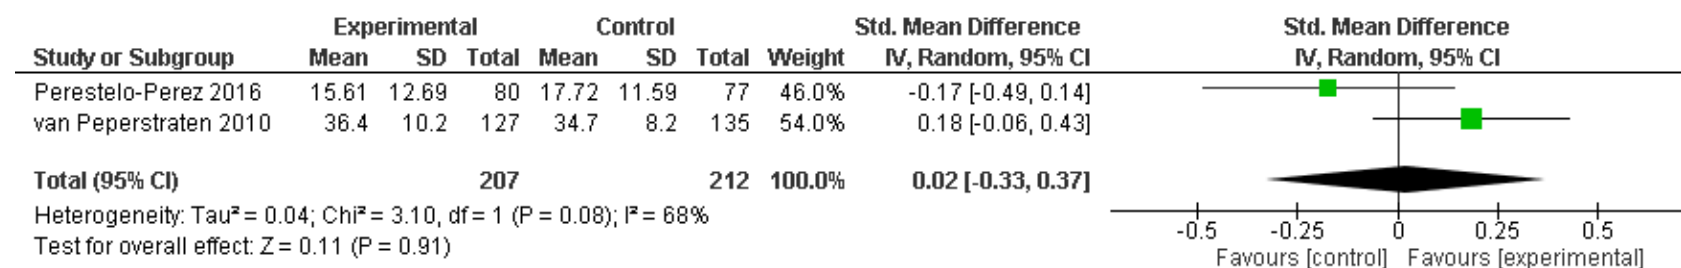 Experimental Control Std. Mean Difference Std. Mean Difference
Study or Subgroup Mean SD Total Mean SD Total Weight IV, Random, 95% CI IV, Random, 95% CI
Perestelo-Perez 2016 15.61 12.69 80 17.72 11.59 77 46.0% -0.17 [-0.49, 0.14]
van Peperstraten 2010 36.4 10.2 127 34.7 8.2 135 54.0% 0.18 [-0.06, 0.43]
Total (95% CI) 207 212 100.0% 0.02 [-0.33, 0.37]
Heterogeneity: Tau² = 0.04; Chi² = 3.10, df = 1 (P = 0.08); I² = 68%
Test for overall effect: Z = 0.11 (P = 0.91)
-0.5 -0.25 0 0.25 0.5
Favours [control] Favours [experimental]